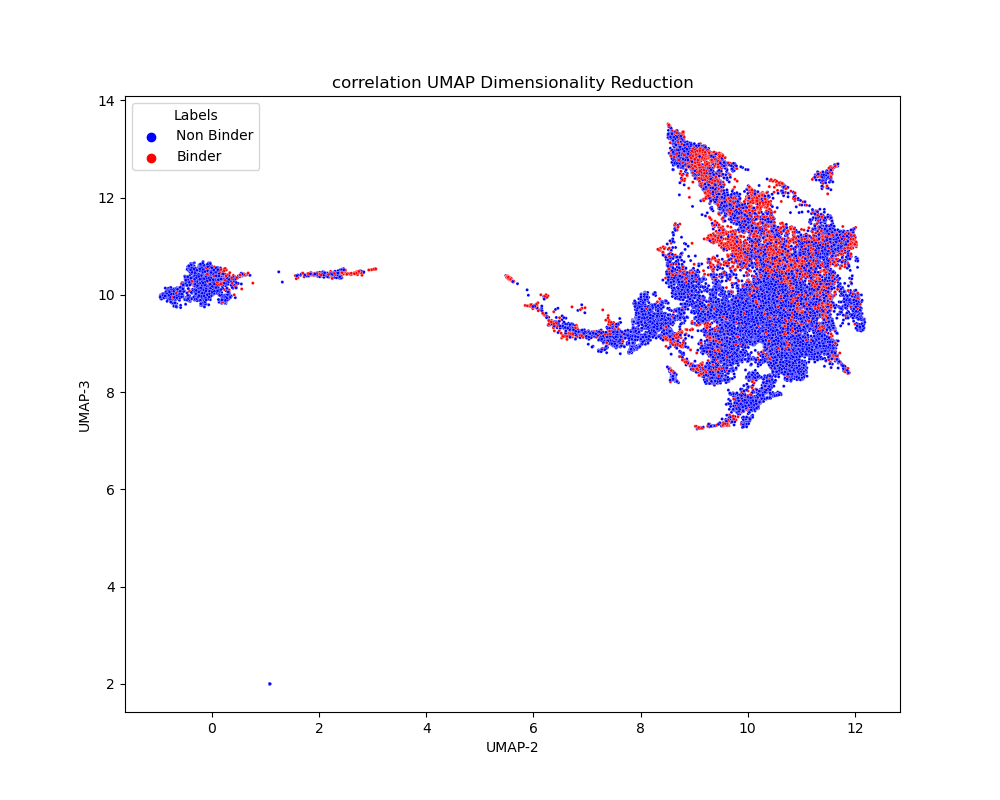 correlation UMAP Dimensionality Reduction
Labels
Non Binder
Binder
14
12
10
8
6
4
2
UMAP-3
0 2 4 6 8 10 12
UMAP-2